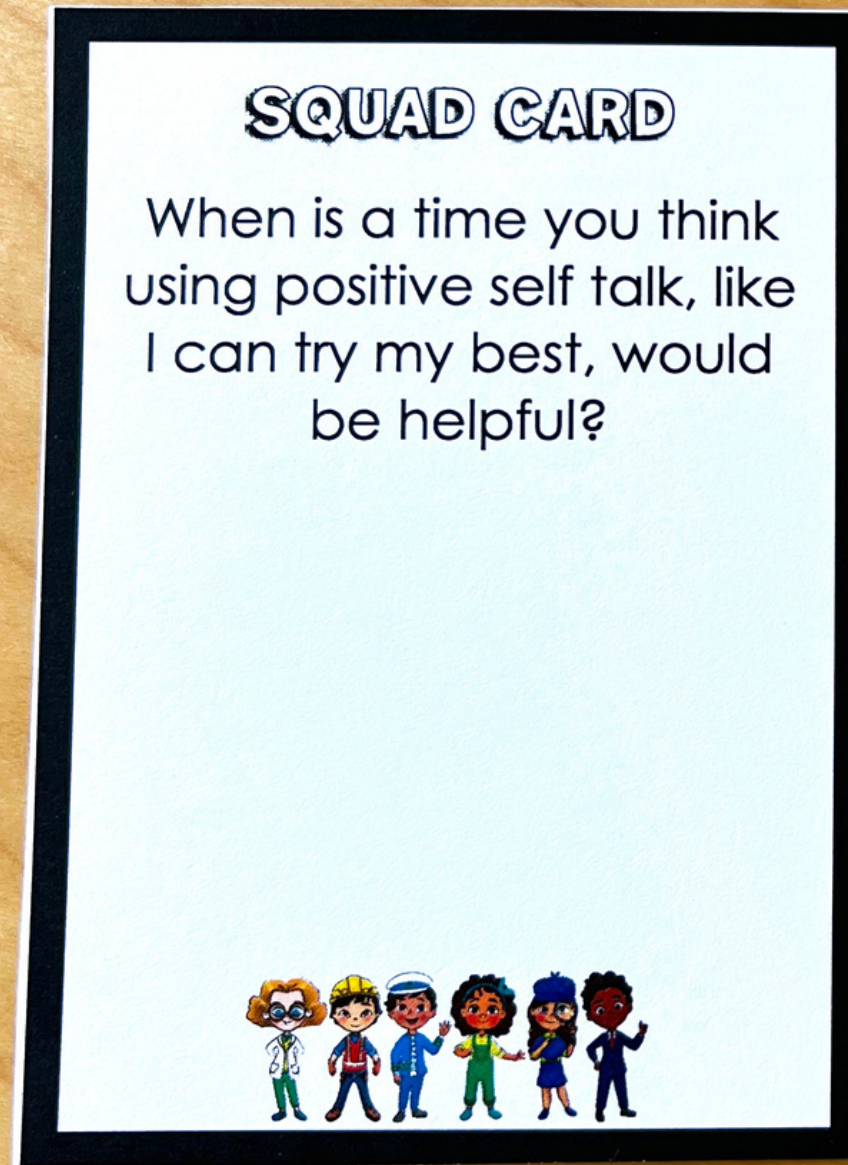 SQUAD CARD
When is a time you think
using positive self talk, like
I can try my best, would
be helpful?